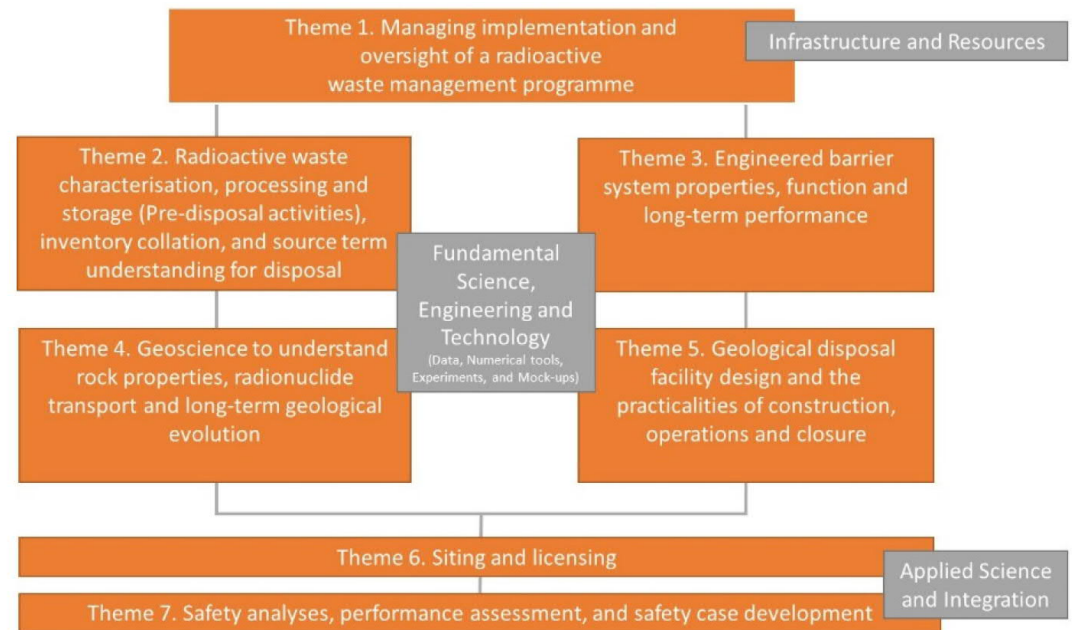 Theme 1. Managing implementation and
oversight of a radioactive
waste management programme
Infrastructure and Resources
Theme 2. Radioactive waste
characterisation, processing and
storage (Pre-disposal activities),
inventory collation, and source term
understanding for disposal
Theme 3. Engineered barrier
system properties, function and
long-term performance
Fundamental
Science,
Engineering and
Technology
(Data, Numerical tools,
Experiments, and Mock-ups)
Theme 4. Geoscience to understand
rock properties, radionuclide
transport and long-term geological
evolution
Theme 5. Geological disposal
facility design and the
practicalities of construction,
operations and closure
Theme 6. Siting and licensing
Applied Science
and Integration
Theme 7. Safety analyses, performance assessment, and safety case development